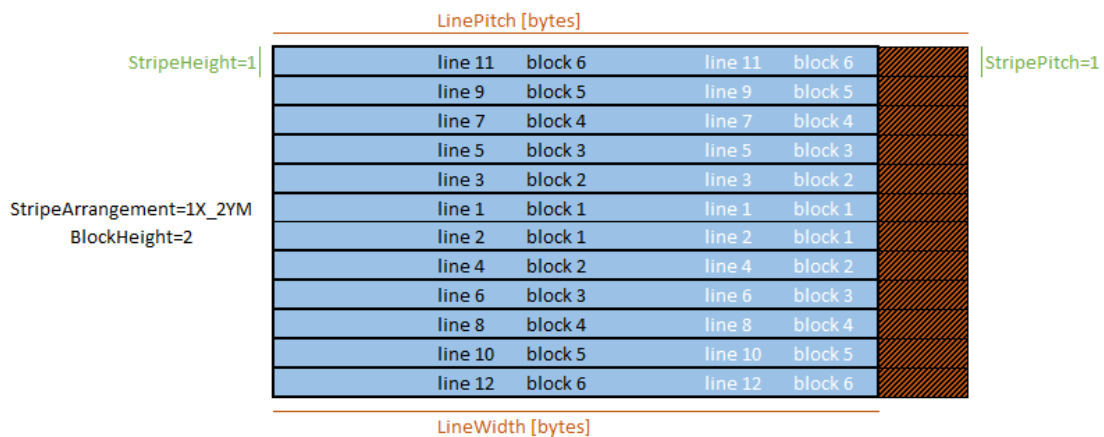 LinePitch [bytes]
StripeHeight=1 line 11 block 6 line 11 block 6 StripePitch=1
line 9 block 5 line 9 block 5
line 7 block 4 line 7 block 4
line 5 block 3 line 5 block 3
line 3 block 2 line 3 block 2
StripeArrangement=1X_2YM line 1 block 1 line 1 block 1
BlockHeight=2 line 2 block 1 line 2 block 1
line 4 block 2 line 4 block 2
line 6 block 3 line 6 block 3
line 8 block 4 line 8 block 4
line 10 block 5 line 10 block 5
line 12 block 6 line 12 block 6
LineWidth [bytes]